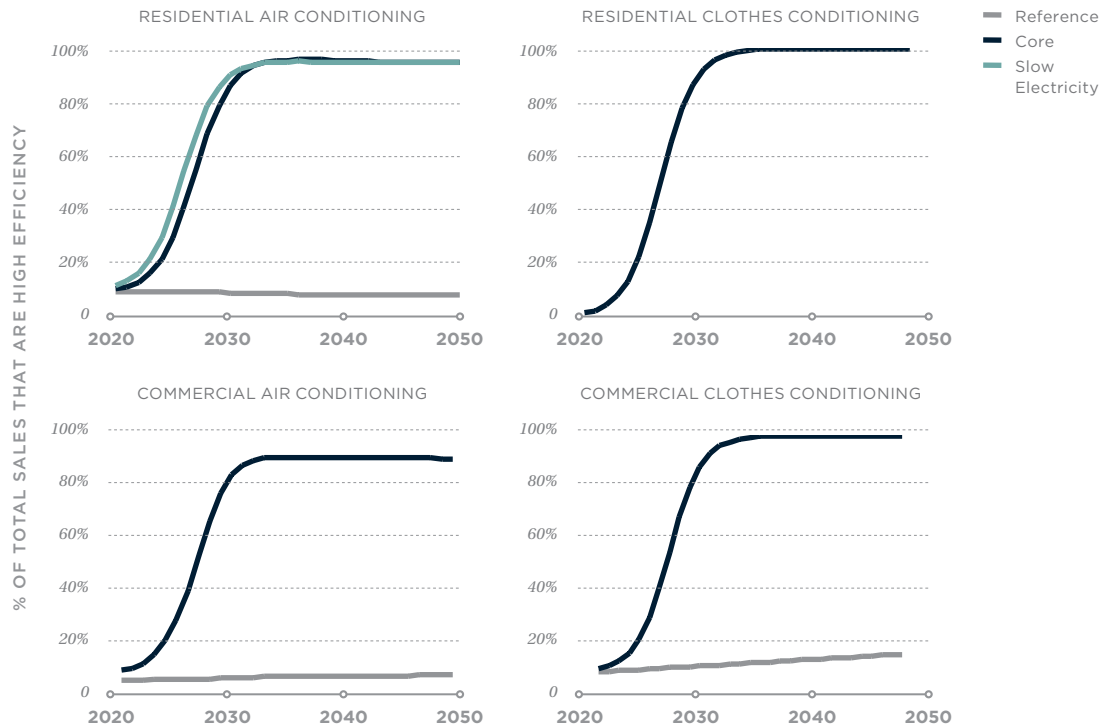 RESIDENTIAL AIR CONDITIONING
100%
80%
60%
40%
20%
0
2020 2030 2040 2050
RESIDENTIAL CLOTHES CONDITIONING
100%
80%
60%
40%
20%
0
2020 2030 2040 2050
Reference
Core
Slow
Electricity
% OF TOTAL SALES THAT ARE HIGH EFFICIENCY
COMMERCIAL AIR CONDITIONING
100%
80%
60%
40%
20%
0
2020 2030 2040 2050
COMMERCIAL CLOTHES CONDITIONING
100%
80%
60%
40%
20%
0
2020 2030 2040 2050